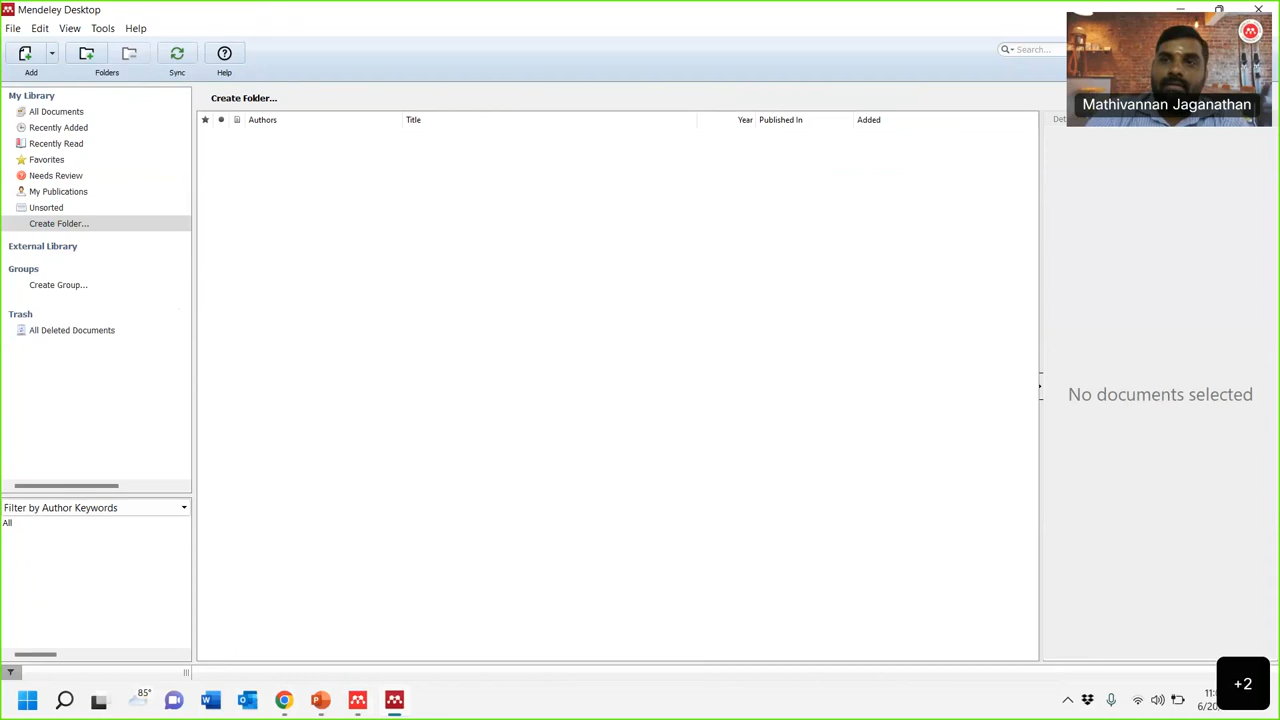 Mendeley Desktop
File Edit View Tools Help
Search...
Add Folders Sync Help
Mathivannan Jaganathan
My Library
Create Folder...
All Documents
Authors Title Year Published In Added
Recently Added
Recently Read
Favorites
Needs Review
My Publications
Unsorted
Create Folder...
External Library
Groups
Create Group...
Trash
All Deleted Documents
No documents selected
Filter by Author Keywords
All
+2
85°